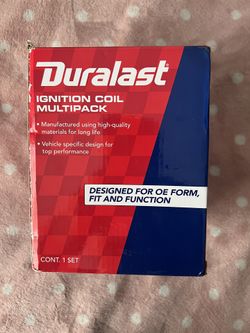 Duralast
IGNITION COIL
MULTIPACK
• Manufactured using high-quality
materials for long life
• Vehicle specific design for
top performance
DESIGNED FOR OE FORM,
FIT AND FUNCTION
CONT. 1 SET